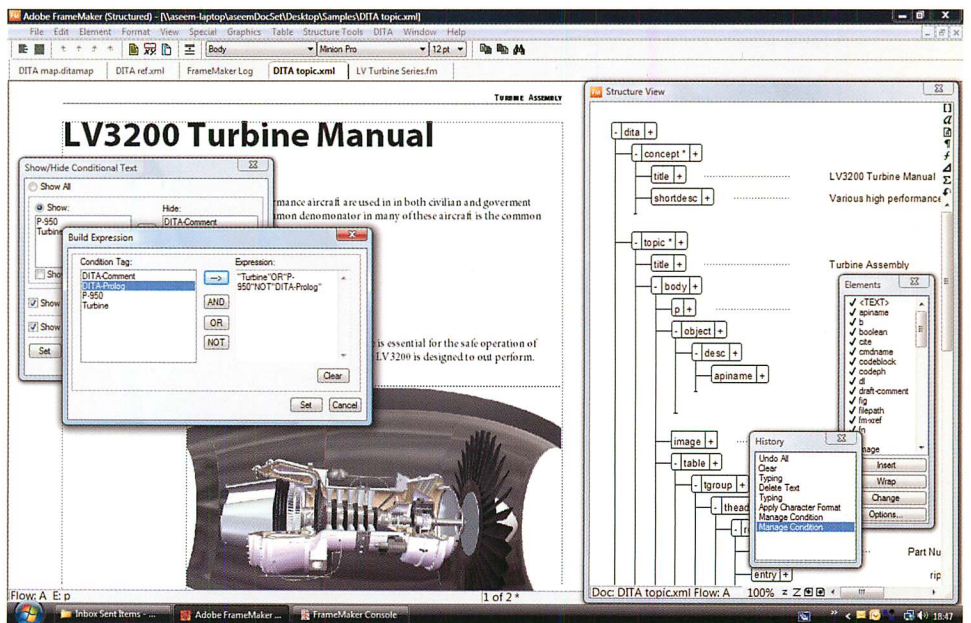 Adobe FrameMaker (Structured) - [\\aseem-laptop\aseemDocSet\Desktop\Samples\DITA topic.xml]
File Edit Element Format View Special Graphics Table Structure Tools DITA Window Help
Body Minion Pro 12 pt
DITA map.ditamap DITA ref.xml FrameMaker Log DITA topic.xml LV Turbine Series.fm
TURBINE ASSEMBLY
LV3200 Turbine Manual
rmance aircraft are used in in both civilian and goverment
mon denomonator in many of these aircraft is the common
is essential for the safe operation of
LV3200 is designed to out perform.
Show/Hide Conditional Text
Show All
Show: Hide:
P-950 DITA-Comment
Turbine
Show
Show
Set
Build Expression
Condition Tag: Expression:
DITA-Comment
DITA-Prolog
P-950
Turbine
"Turbine"OR"P-
950"NOT"DITA-Prolog"
-->
AND
OR
NOT
Clear
Set Cancel
Structure View
- dita +
- concept * +
title + LV3200 Turbine Manual
shortdesc + Various high performance
- topic * +
title + Turbine Assembly
- body +
p +
- object +
- desc +
apiname +
image +
- table +
- tgroup +
- thead
Part Nu
entry + rip
Elements
<TEXT>
apiname
b
boolean
cite
cmdname
codeblock
codeph
dl
draft-comment
fig
filepath
fm-xref
fn
Insert
Wrap
Change
Options...
History
Undo All
Clear
Typing
Delete Text
Typing
Apply Character Format
Manage Condition
Manage Condition
Flow: A E: p 1 of 2 *
Doc: DITA topic.xml Flow: A 100%
Inbox Sent Items - ... Adobe FrameMaker ... FrameMaker Console 18:47